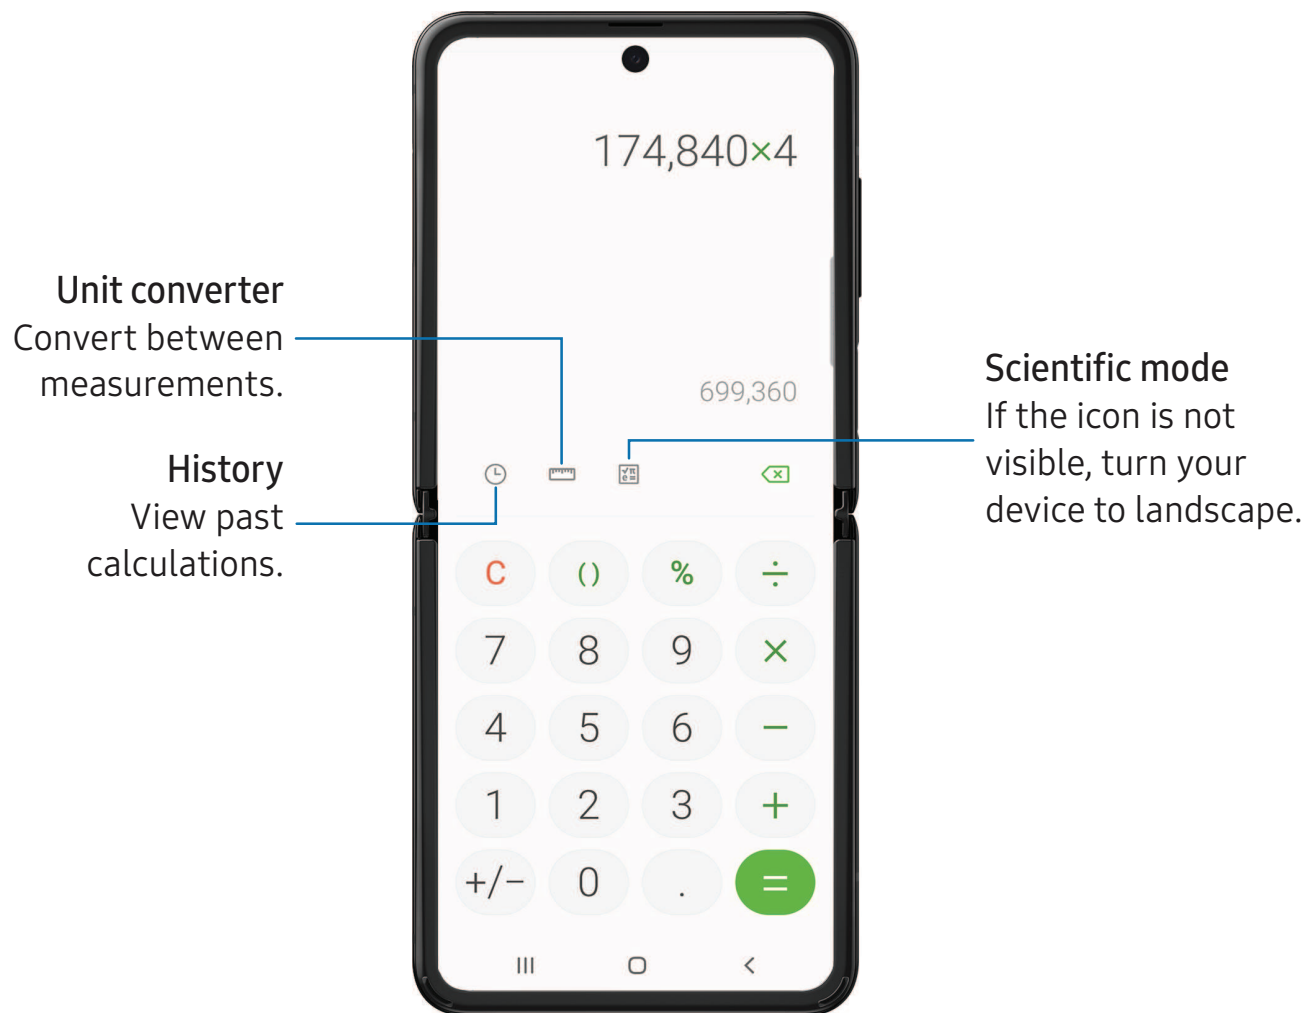 174,840×4
Unit converter
Convert between
measurements.
699,360
Scientific mode
If the icon is not
visible, turn your
device to landscape.
History
View past
calculations.
√π
e=
C
()
%
÷
7
8
9
×
4
5
6
−
1
2
3
+
+/−
0
.
=